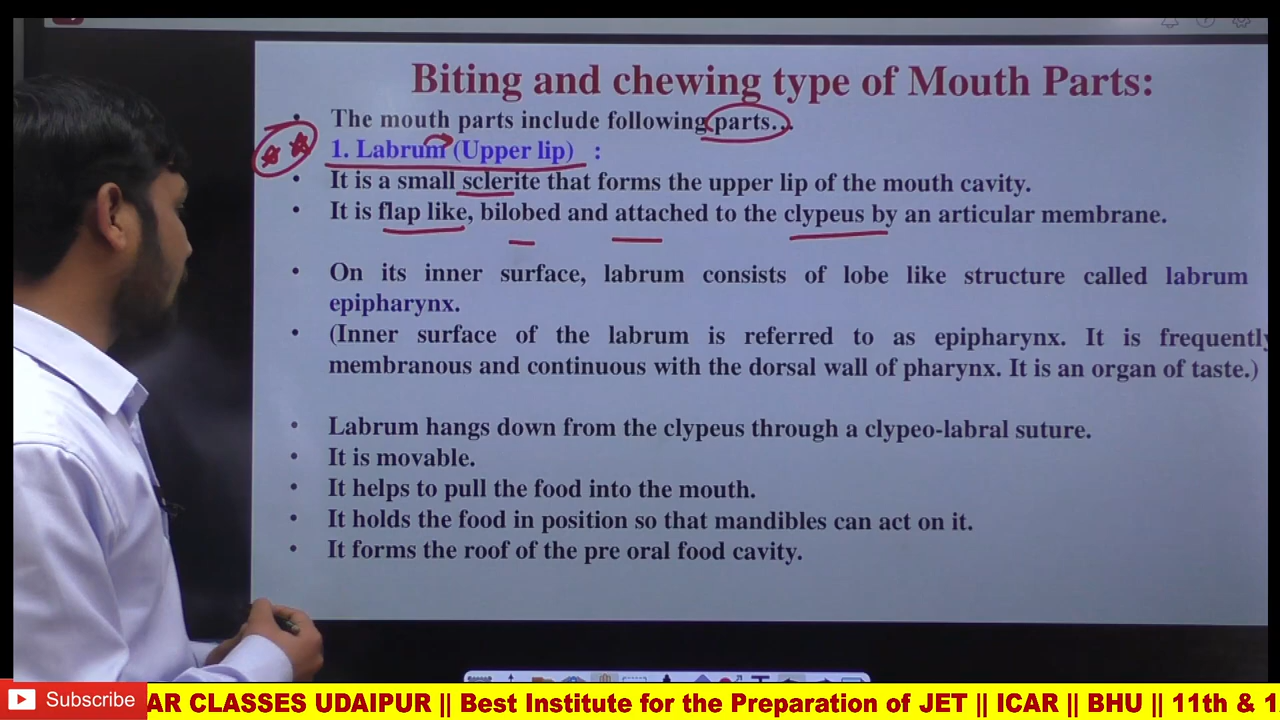 Biting and chewing type of Mouth Parts:
• The mouth parts include following parts...
1. Labrum (Upper lip) :
• It is a small sclerite that forms the upper lip of the mouth cavity.
• It is flap like, bilobed and attached to the clypeus by an articular membrane.
• On its inner surface, labrum consists of lobe like structure called labrum
epipharynx.
• (Inner surface of the labrum is referred to as epipharynx. It is frequently
membranous and continuous with the dorsal wall of pharynx. It is an organ of taste.)
• Labrum hangs down from the clypeus through a clypeo-labral suture.
• It is movable.
• It helps to pull the food into the mouth.
• It holds the food in position so that mandibles can act on it.
• It forms the roof of the pre oral food cavity.
Subscribe AR CLASSES UDAIPUR || Best Institute for the Preparation of JET || ICAR || BHU || 11th & 1